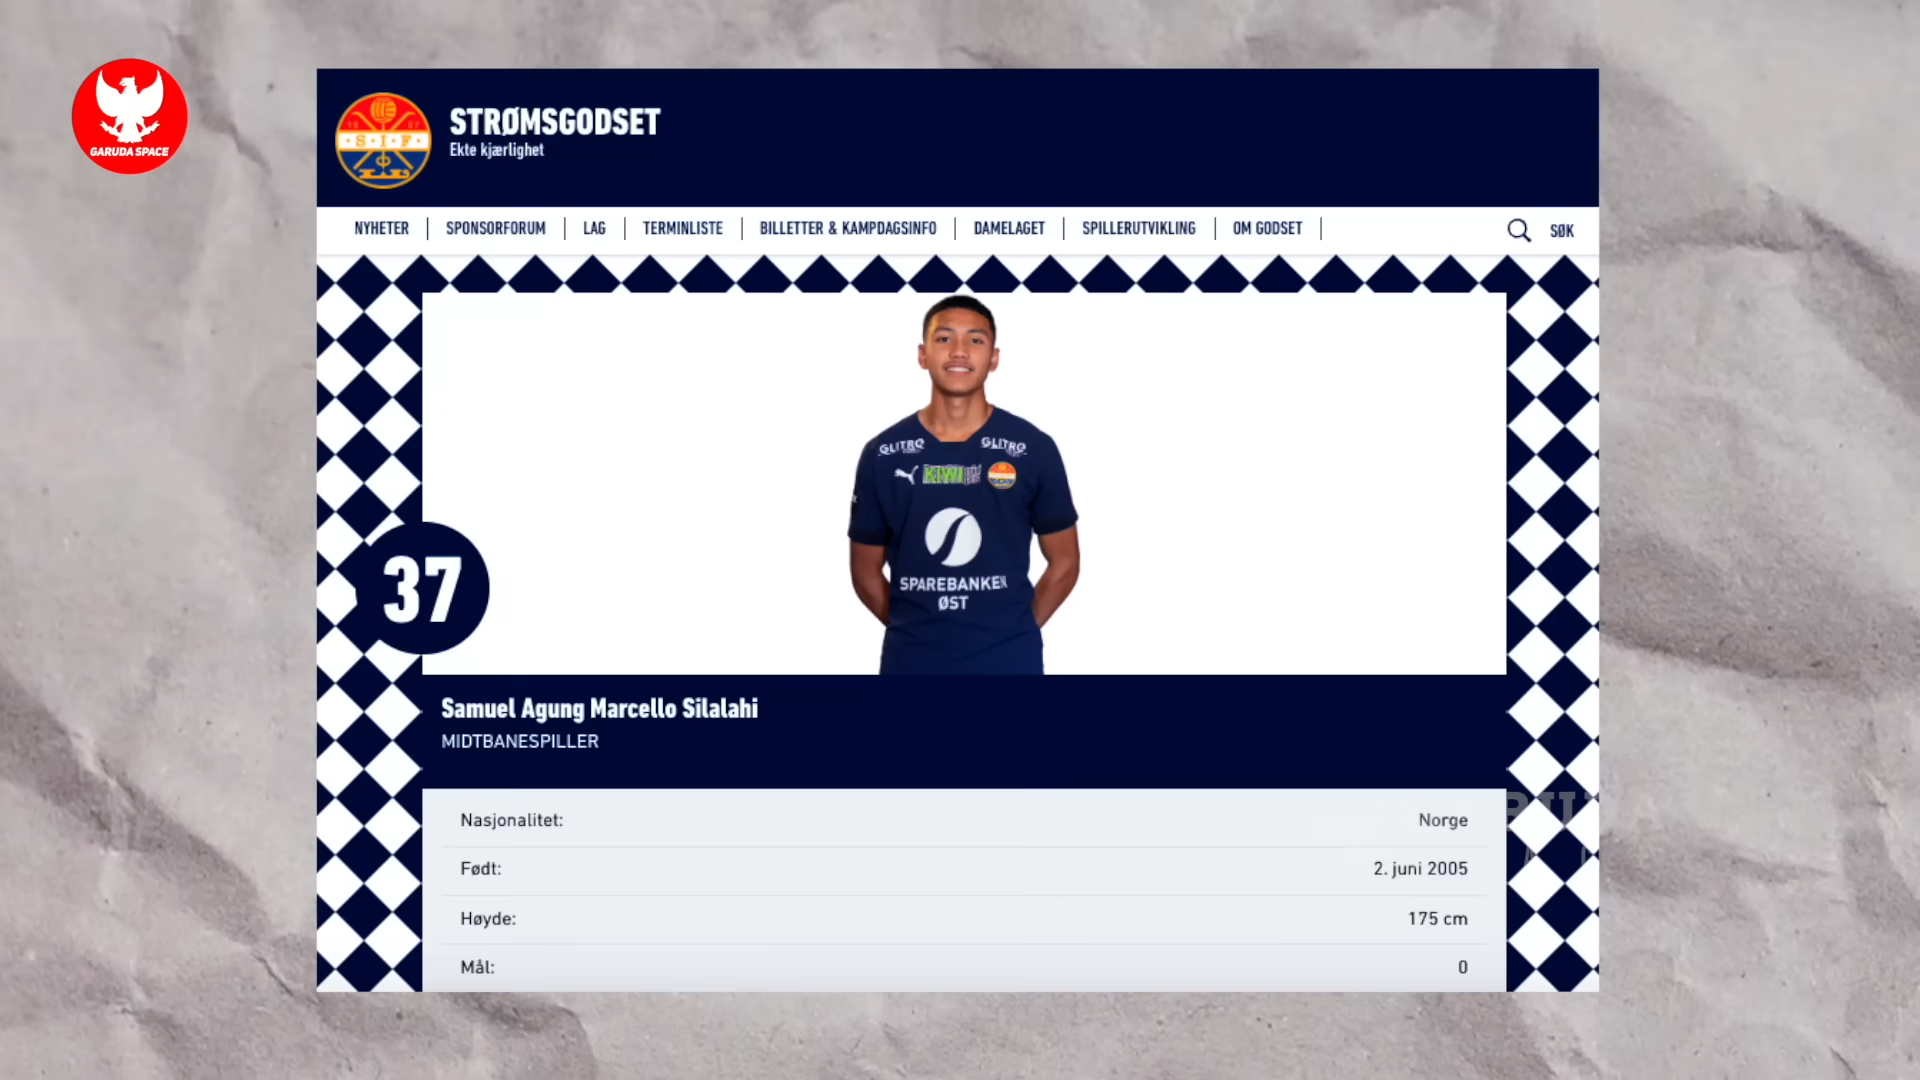 GARUDA SPACE
STRØMSGODSET
Ekte kjærlighet
1907
S.I.F
NYHETER
SPONSORFORUM
LAG
TERMINLISTE
BILLETTER & KAMPDAGSINFO
DAMELAGET
SPILLERUTVIKLING
OM GODSET
SØK
GLITRE
GLITRE
KIWI
SPAREBANKEN
ØST
37
Samuel Agung Marcello Silalahi
MIDTBANESPILLER
Nasjonalitet: Norge
Født: 2. juni 2005
Høyde: 175 cm
Mål: 0